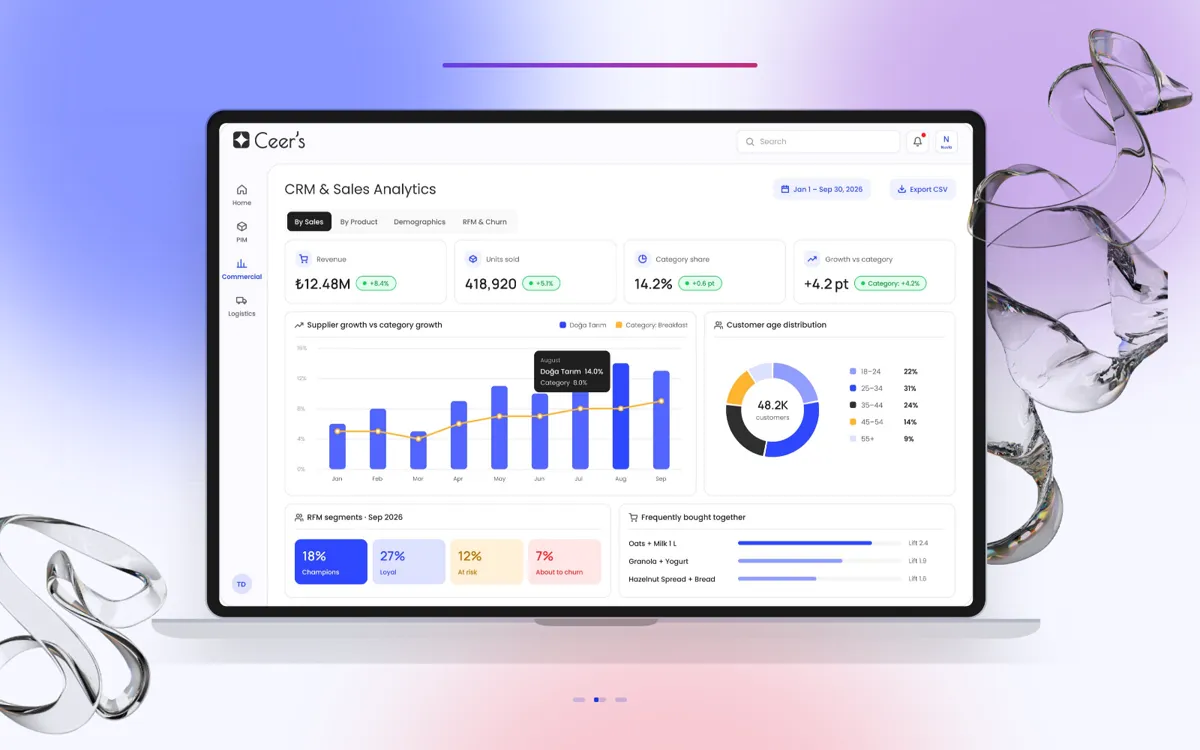 Ceer's
Search
N
CRM & Sales Analytics
Jan 1 – Sep 30, 2026
Export CSV
Home
PIM
Commercial
Logistics
TD
By Sales
By Product
Demographics
RFM & Churn
Revenue
₺12.48M
+8.4%
Units sold
418,920
+5.1%
Category share
14.2%
+0.6 pt
Growth vs category
+4.2 pt
Category: +4.2%
Supplier growth vs category growth
Doğa Tarım
Category: Breakfast
16%
12%
8%
4%
0%
August
Doğa Tarım 14.0%
Category 8.0%
Jan
Feb
Mar
Apr
May
Jun
Jul
Aug
Sep
Customer age distribution
48.2K
customers
18–24 22%
25–34 31%
35–44 24%
45–54 14%
55+ 9%
RFM segments · Sep 2026
18%
Champions
27%
Loyal
12%
At risk
7%
About to churn
Frequently bought together
Oats + Milk 1 L
Lift 2.4
Granola + Yogurt
Lift 1.9
Hazelnut Spread + Bread
Lift 1.6